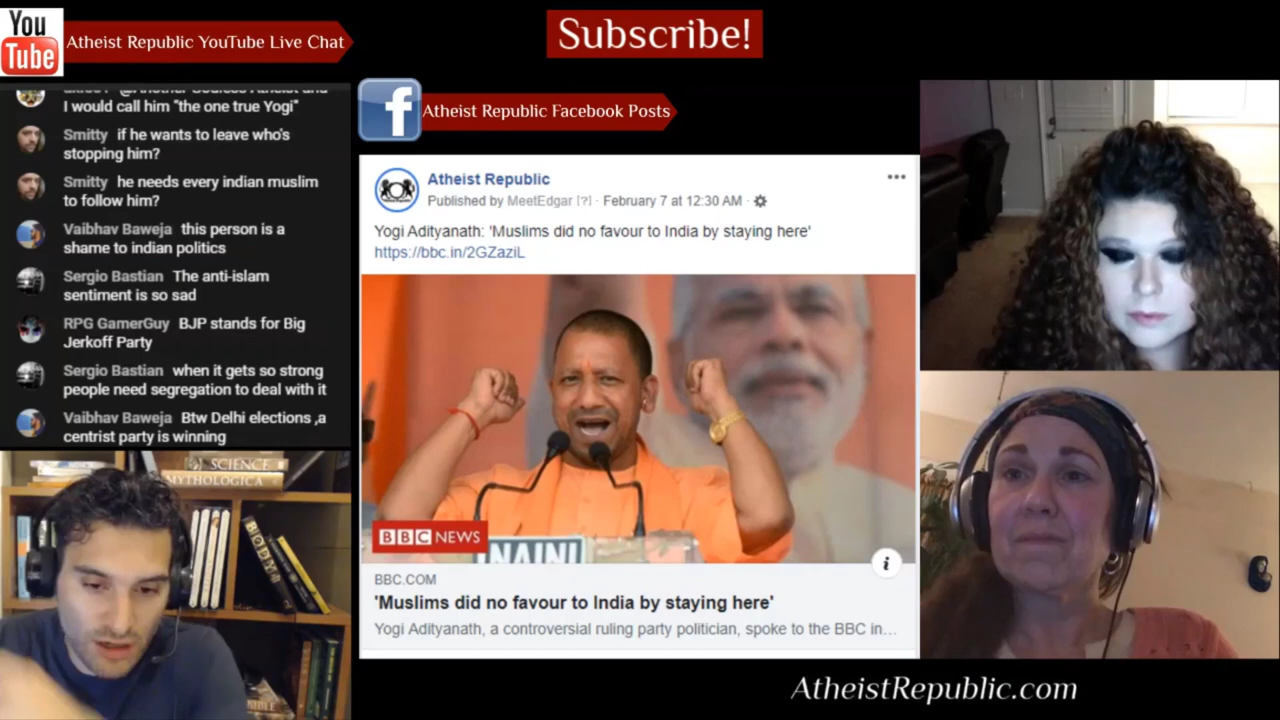 You
Tube
Atheist Republic YouTube Live Chat
Subscribe!
I would call him "the one true Yogi"
Smitty if he wants to leave who's
stopping him?
Smitty he needs every indian muslim
to follow him?
Vaibhav Baweja this person is a
shame to indian politics
Sergio Bastian The anti-islam
sentiment is so sad
RPG GamerGuy BJP stands for Big
Jerkoff Party
Sergio Bastian when it gets so strong
people need segregation to deal with it
Vaibhav Baweja Btw Delhi elections ,a
centrist party is winning
f
Atheist Republic Facebook Posts
Atheist Republic
Published by MeetEdgar [?] · February 7 at 12:30 AM ·
Yogi Adityanath: 'Muslims did no favour to India by staying here'
https://bbc.in/2GZaziL
BBC NEWS
NAINI
i
BBC.COM
'Muslims did no favour to India by staying here'
Yogi Adityanath, a controversial ruling party politician, spoke to the BBC in...
SCIENCE
MYTHOLOGICA
BODY
AtheistRepublic.com